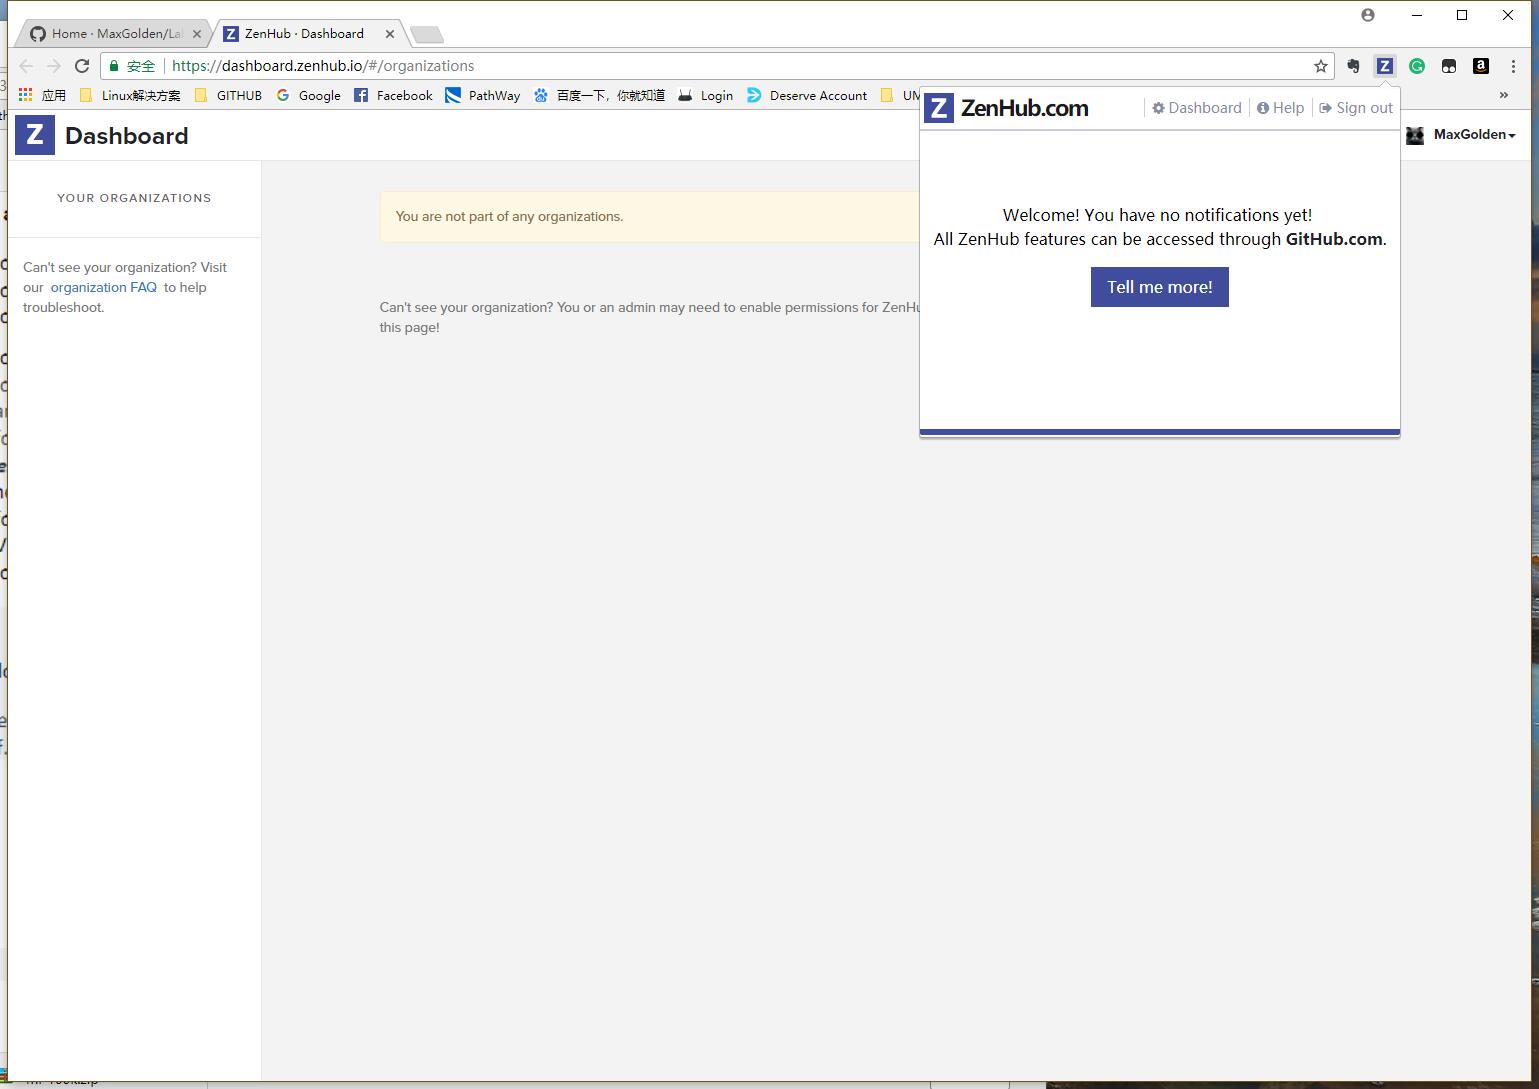 Home · MaxGolden/La
ZenHub · Dashboard
安全
https://dashboard.zenhub.io/#/organizations
应用
Linux解决方案
GITHUB
Google
Facebook
PathWay
百度一下，你就知道
Login
Deserve Account
UM
»
Z Dashboard
Z ZenHub.com
Dashboard
Help
Sign out
MaxGolden
YOUR ORGANIZATIONS
Can't see your organization? Visit
our organization FAQ to help
troubleshoot.
You are not part of any organizations.
Can't see your organization? You or an admin may need to enable permissions for ZenHu
this page!
Welcome! You have no notifications yet!
All ZenHub features can be accessed through GitHub.com.
Tell me more!